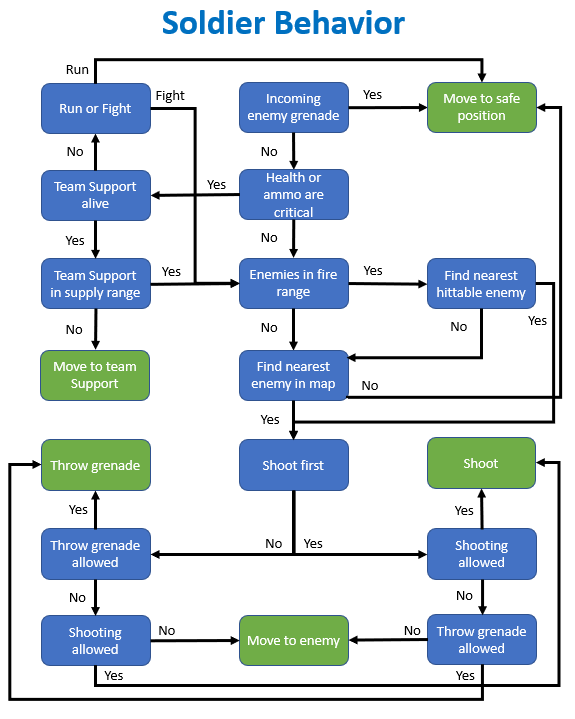 Soldier Behavior
Run
Run or Fight
Fight
Incoming
enemy grenade
Yes
Move to safe
position
No
No
Team Support
alive
Yes
Health or
ammo are
critical
Yes
No
Team Support
in supply range
Yes
Enemies in fire
range
Yes
Find nearest
hittable enemy
No
No
No
Yes
Move to team
Support
Find nearest
enemy in map
No
Yes
Throw grenade
Shoot first
Shoot
Yes
Yes
Throw grenade
allowed
No
Yes
Shooting
allowed
No
No
Shooting
allowed
No
Move to enemy
No
Throw grenade
allowed
Yes
Yes